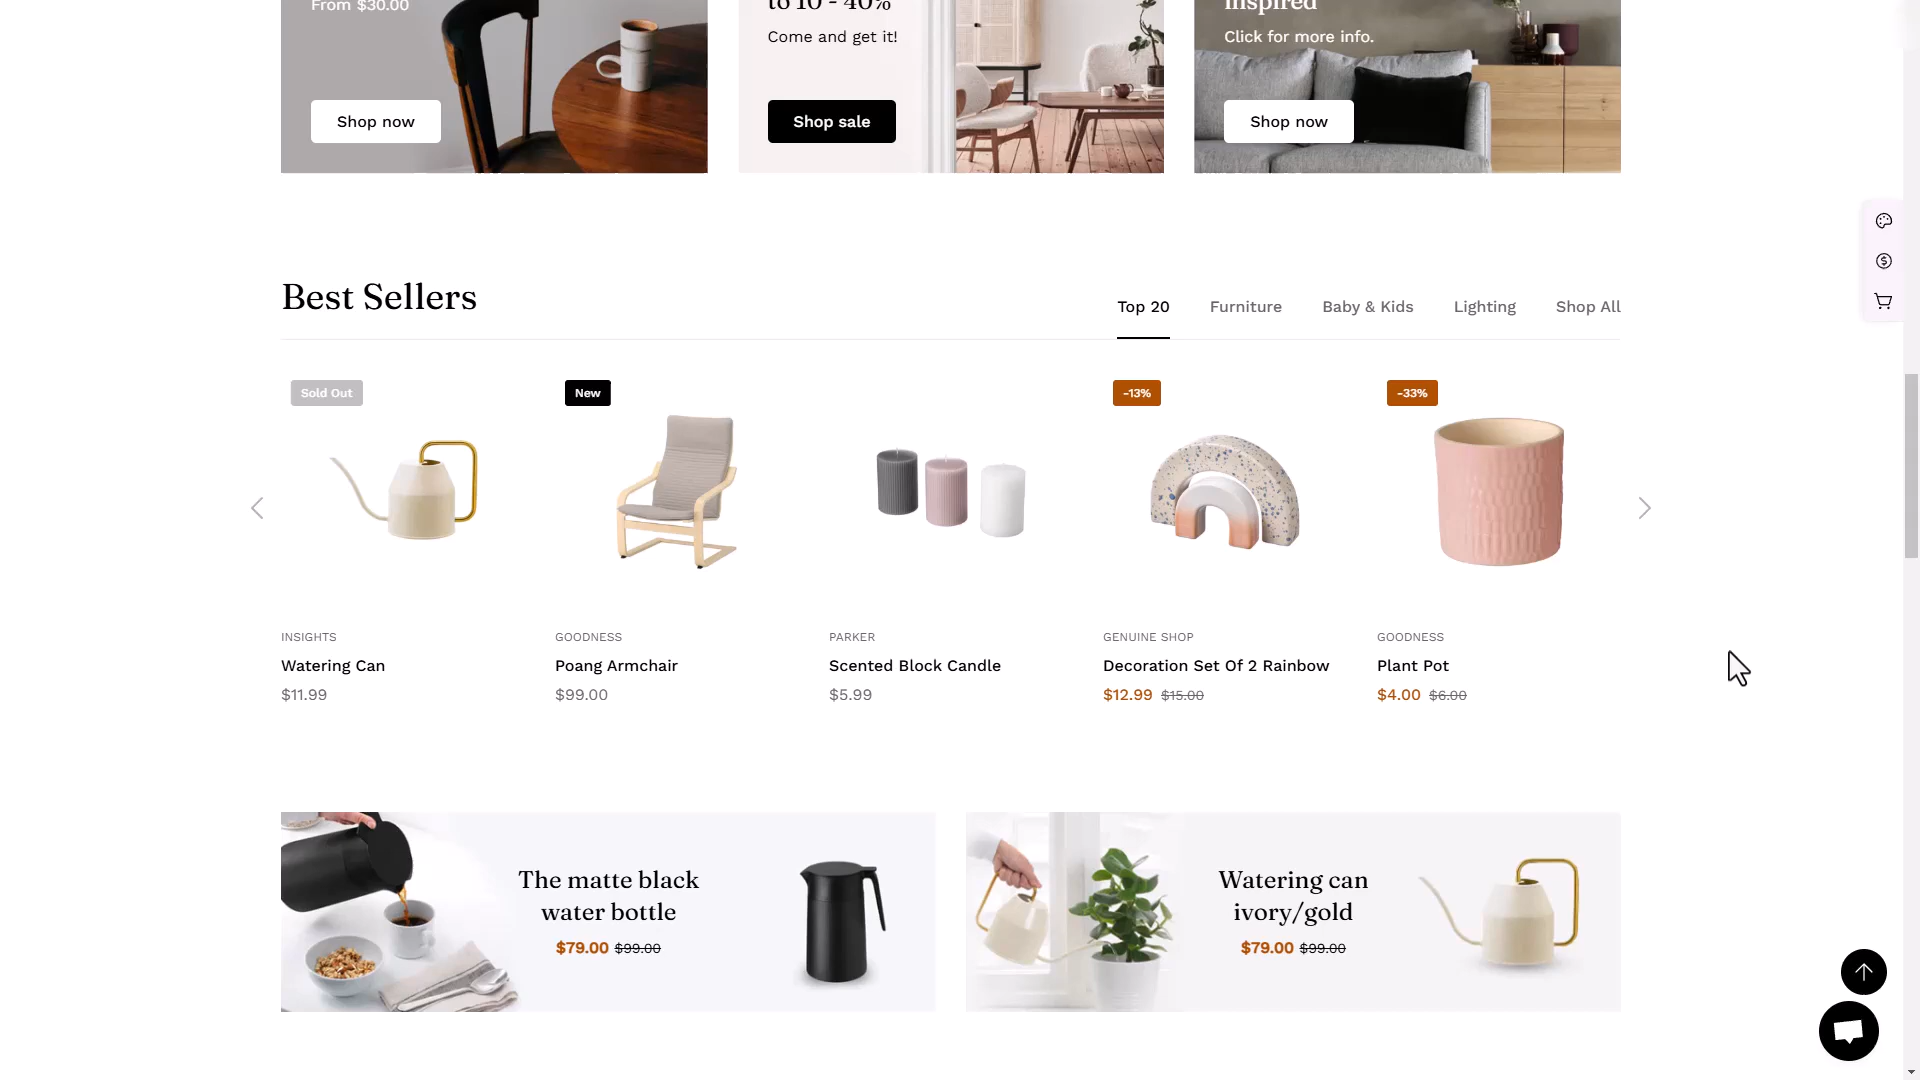 From $30.00
to 10 - 40%
Come and get it!
inspired
Click for more info.
Shop now
Shop sale
Shop now
Best Sellers
Top 20
Furniture
Baby & Kids
Lighting
Shop All
Sold Out
New
-13%
-33%
INSIGHTS
GOODNESS
PARKER
GENUINE SHOP
GOODNESS
Watering Can
Poang Armchair
Scented Block Candle
Decoration Set Of 2 Rainbow
Plant Pot
$11.99
$99.00
$5.99
$12.99 $15.00
$4.00 $6.00
The matte black
water bottle
$79.00 $99.00
Watering can
ivory/gold
$79.00 $99.00